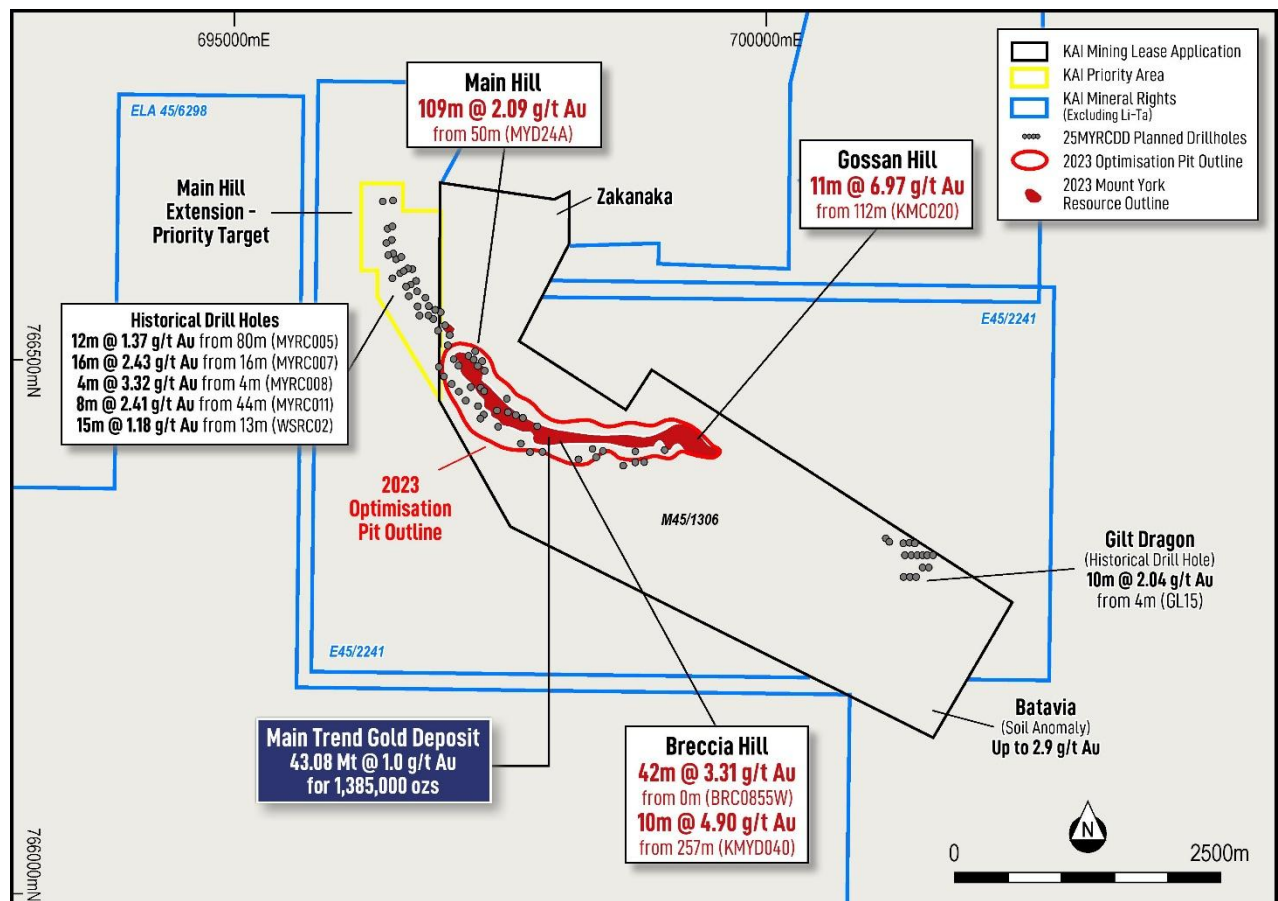 695000mE
700000mE
KAI Mining Lease Application
KAI Priority Area
KAI Mineral Rights
(Excluding Li-Ta)
25MYRCDD Planned Drillholes
2023 Optimisation Pit Outline
2023 Mount York
Resource Outline
ELA 45/6298
Main Hill
109m @ 2.09 g/t Au
from 50m (MYD24A)
Gossan Hill
11m @ 6.97 g/t Au
from 112m (KMC020)
Main Hill
Extension -
Priority Target
Zakanaka
E45/2241
Historical Drill Holes
12m @ 1.37 g/t Au from 80m (MYRC005)
16m @ 2.43 g/t Au from 16m (MYRC007)
4m @ 3.32 g/t Au from 4m (MYRC008)
8m @ 2.41 g/t Au from 44m (MYRC011)
15m @ 1.18 g/t Au from 13m (WSRC02)
766500mN
2023
Optimisation
Pit Outline
M45/1306
Gilt Dragon
(Historical Drill Hole)
10m @ 2.04 g/t Au
from 4m (GL15)
E45/2241
Main Trend Gold Deposit
43.08 Mt @ 1.0 g/t Au
for 1,385,000 ozs
Breccia Hill
42m @ 3.31 g/t Au
from 0m (BRC0855W)
10m @ 4.90 g/t Au
from 257m (KMYD040)
Batavia
(Soil Anomaly)
Up to 2.9 g/t Au
766000mN
N
0
2500m